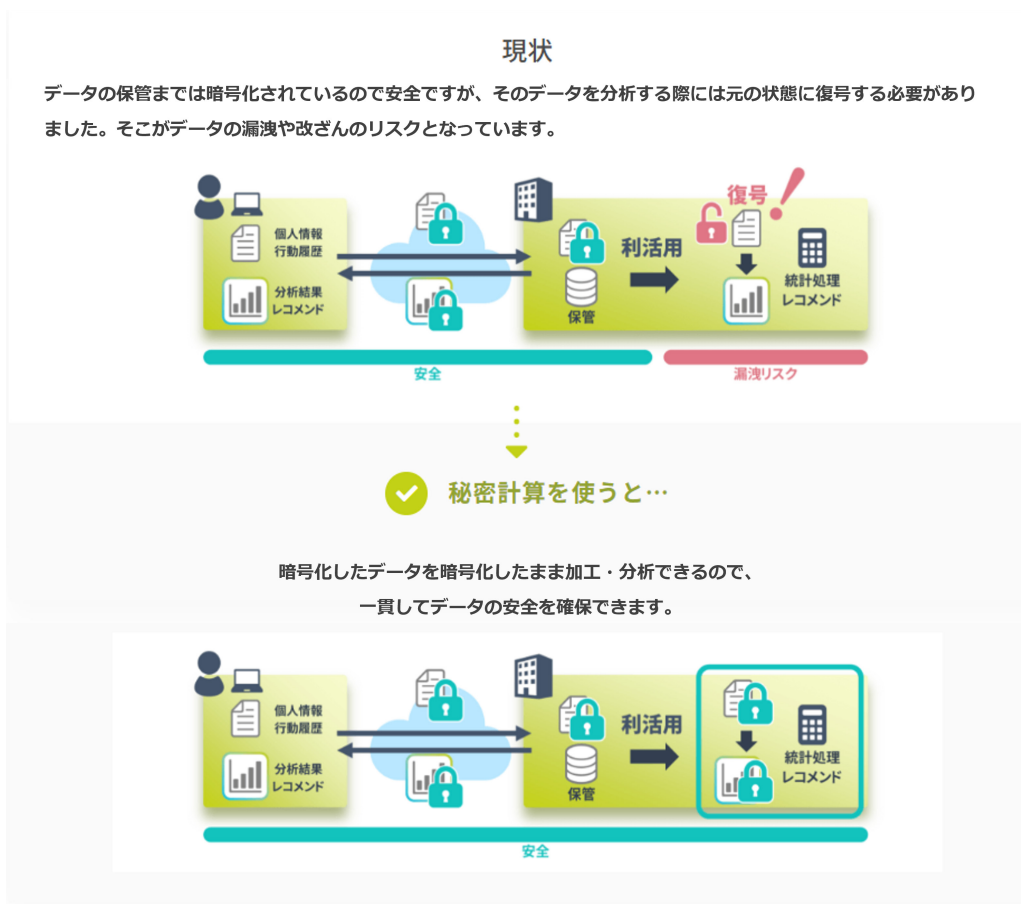 現状
データの保管までは暗号化されているので安全ですが、そのデータを分析する際には元の状態に復号する必要があり
ました。そこがデータの漏洩や改ざんのリスクとなっています。
復号
個人情報
行動履歴
利活用
統計処理
レコメンド
分析結果
レコメンド
保管
安全
漏洩リスク
秘密計算を使うと…
暗号化したデータを暗号化したまま加工・分析できるので、
一貫してデータの安全を確保できます。
個人情報
行動履歴
利活用
統計処理
レコメンド
分析結果
レコメンド
保管
安全